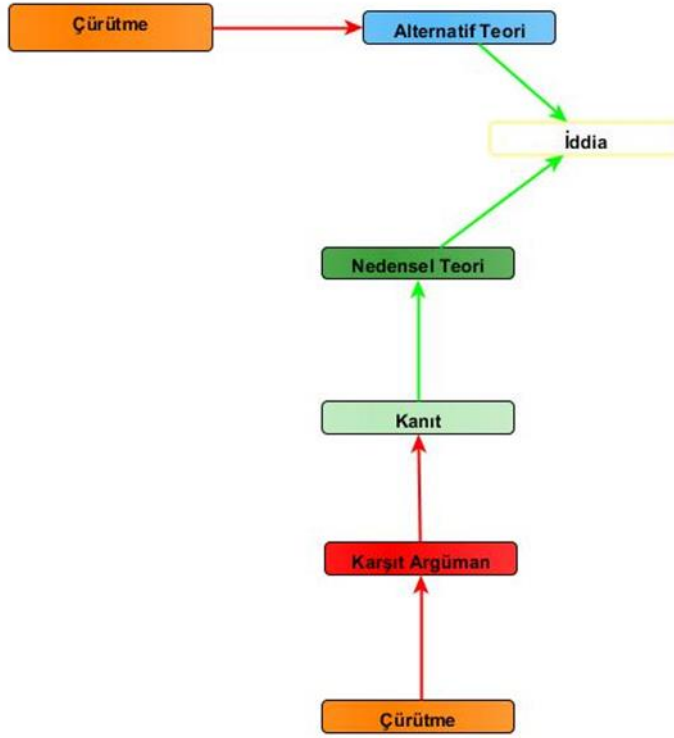 Çürütme
Alternatif Teori
İddia
Nedensel Teori
Kanıt
Karşıt Argüman
Çürütme